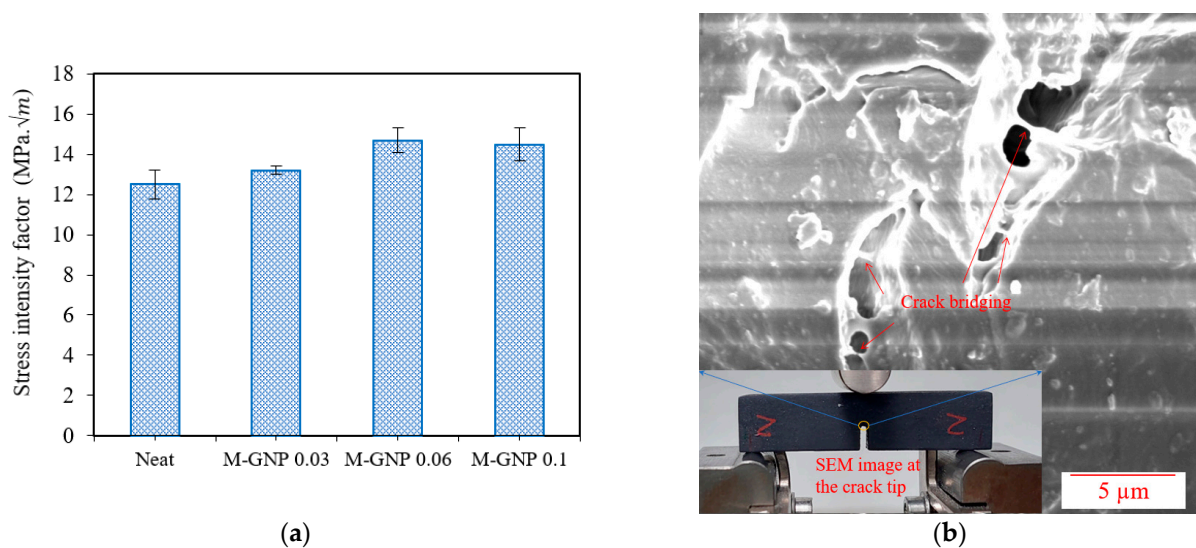 Stress intensity factor (MPa.√m)
18
16
14
12
10
8
6
4
2
0
Neat
M-GNP 0.03
M-GNP 0.06
M-GNP 0.1
(a)
Crack bridging
N
N
SEM image at
the crack tip
5 µm
(b)